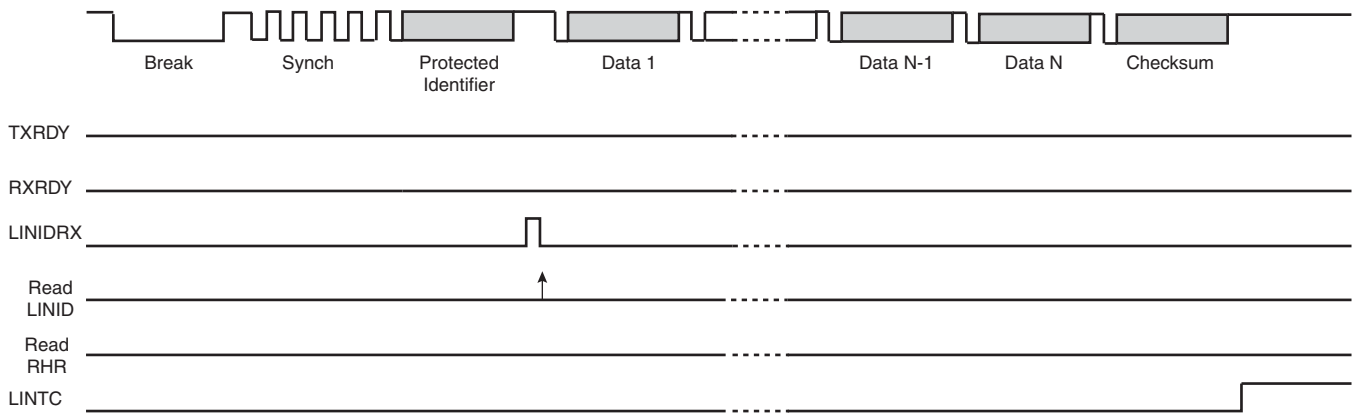 Break
Synch
Protected
Identifier
Data 1
Data N-1
Data N
Checksum
TXRDY
RXRDY
LINIDRX
Read
LINID
Read
RHR
LINTC